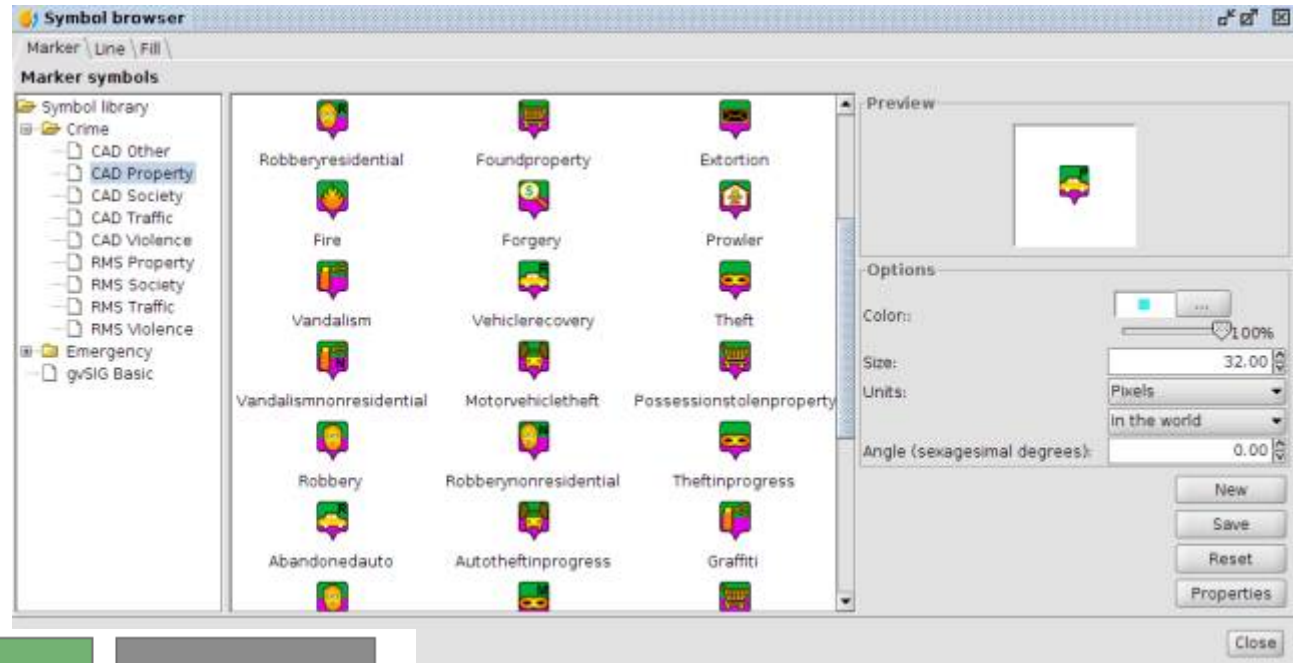 Symbol browser
Marker Line Fill
Marker symbols
Symbol library
Crime
CAD Other
CAD Property
CAD Society
CAD Traffic
CAD Violence
RMS Property
RMS Society
RMS Traffic
RMS Violence
Emergency
gvSIG Basic
Robberyresidential Foundproperty Extortion
Fire Forgery Prowler
Vandalism Vehiclerecovery Theft
Vandalismnonresidential Motorvehicletheft Possessionstolenproperty
Robbery Robberynonresidential Theftinprogress
Abandonedauto Autotheftinprogress Graffiti
Preview
Options
Color::
...
100%
Size: 32.00
Units: Pixels
In the world
Angle (sexagesimal degrees): 0.00
New
Save
Reset
Properties
Close